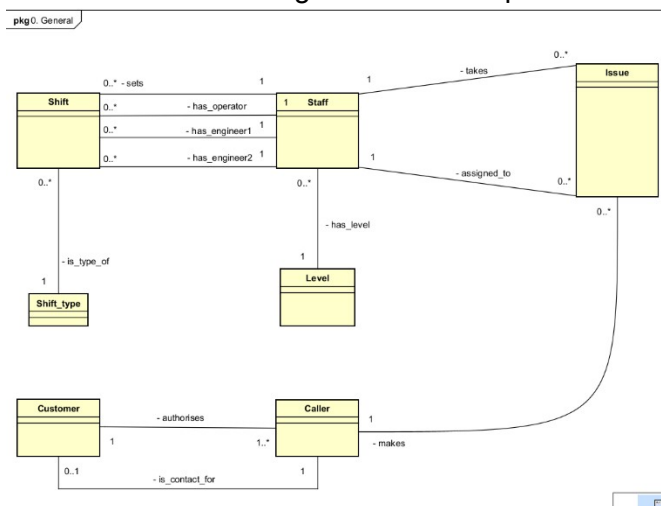 pkg 0. General
0..* - sets 1
1 - takes 0..*
Shift
0..* - has_operator
1 Staff
Issue
0..* - has_engineer1 1
0..* - has_engineer2 1
0..*
0..*
1
- assigned_to 0..*
0..*
- has_level
- is_type_of
1
1
Shift_type
Level
Customer
- authorises
Caller
1
1
1..*
- makes
0..1
- is_contact_for
1